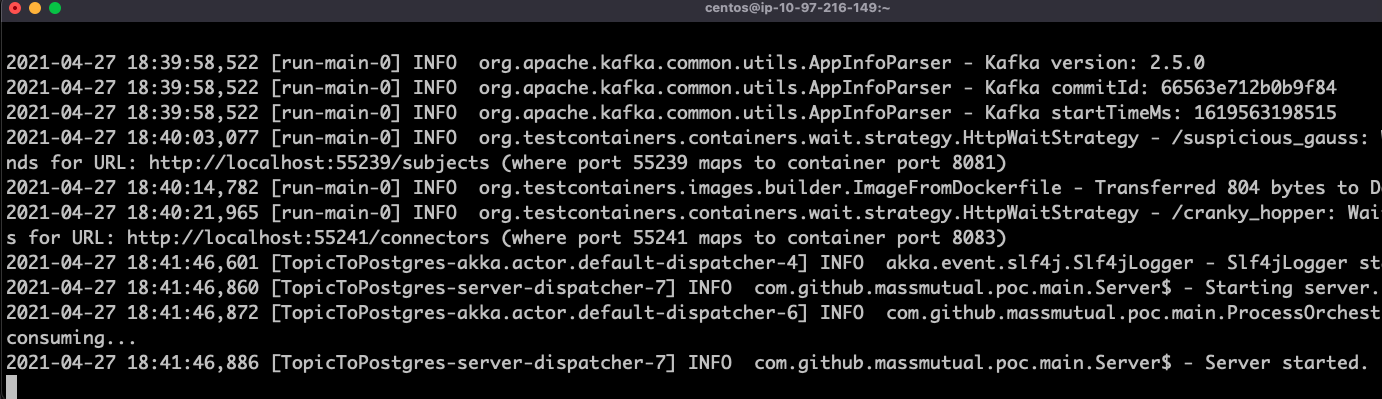 centos@ip-10-97-216-149:~
2021-04-27 18:39:58,522 [run-main-0] INFO  org.apache.kafka.common.utils.AppInfoParser - Kafka version: 2.5.0
2021-04-27 18:39:58,522 [run-main-0] INFO  org.apache.kafka.common.utils.AppInfoParser - Kafka commitId: 66563e712b0b9f84
2021-04-27 18:39:58,522 [run-main-0] INFO  org.apache.kafka.common.utils.AppInfoParser - Kafka startTimeMs: 1619563198515
2021-04-27 18:40:03,077 [run-main-0] INFO  org.testcontainers.containers.wait.strategy.HttpWaitStrategy - /suspicious_gauss:
nds for URL: http://localhost:55239/subjects (where port 55239 maps to container port 8081)
2021-04-27 18:40:14,782 [run-main-0] INFO  org.testcontainers.images.builder.ImageFromDockerfile - Transferred 804 bytes to
2021-04-27 18:40:21,965 [run-main-0] INFO  org.testcontainers.containers.wait.strategy.HttpWaitStrategy - /cranky_hopper: Wai
s for URL: http://localhost:55241/connectors (where port 55241 maps to container port 8083)
2021-04-27 18:41:46,601 [TopicToPostgres-akka.actor.default-dispatcher-4] INFO  akka.event.slf4j.Slf4jLogger - Slf4jLogger st
2021-04-27 18:41:46,860 [TopicToPostgres-server-dispatcher-7] INFO  com.github.massmutual.poc.main.Server$ - Starting server.
2021-04-27 18:41:46,872 [TopicToPostgres-akka.actor.default-dispatcher-6] INFO  com.github.massmutual.poc.main.ProcessOrchest
consuming...
2021-04-27 18:41:46,886 [TopicToPostgres-server-dispatcher-7] INFO  com.github.massmutual.poc.main.Server$ - Server started.